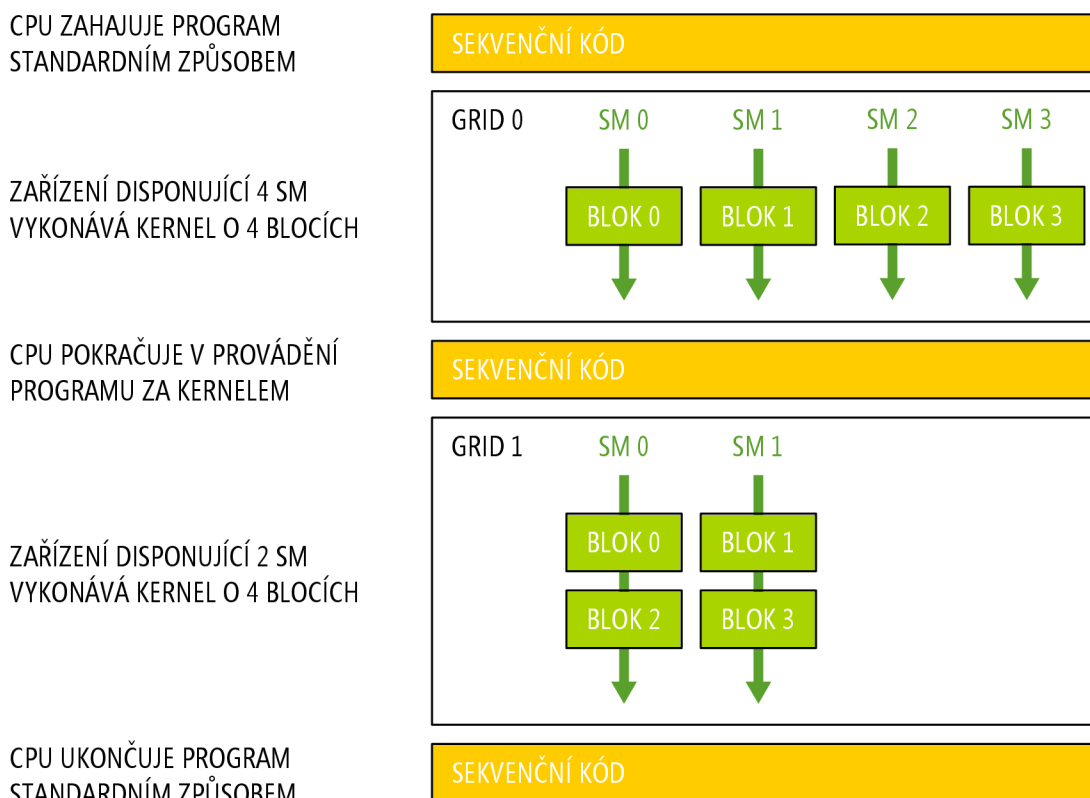 CPU ZAHAJUJE PROGRAM
STANDARDNÍM ZPŮSOBEM
SEKVENČNÍ KÓD
GRID 0
SM 0
SM 1
SM 2
SM 3
ZAŘÍZENÍ DISPONUJÍCÍ 4 SM
VYKONÁVÁ KERNEL O 4 BLOCÍCH
BLOK 0
BLOK 1
BLOK 2
BLOK 3
CPU POKRAČUJE V PROVÁDĚNÍ
PROGRAMU ZA KERNELEM
SEKVENČNÍ KÓD
GRID 1
SM 0
SM 1
ZAŘÍZENÍ DISPONUJÍCÍ 2 SM
VYKONÁVÁ KERNEL O 4 BLOCÍCH
BLOK 0
BLOK 1
BLOK 2
BLOK 3
CPU UKONČUJE PROGRAM
STANDARDNÍM ZPŮSOBEM
SEKVENČNÍ KÓD